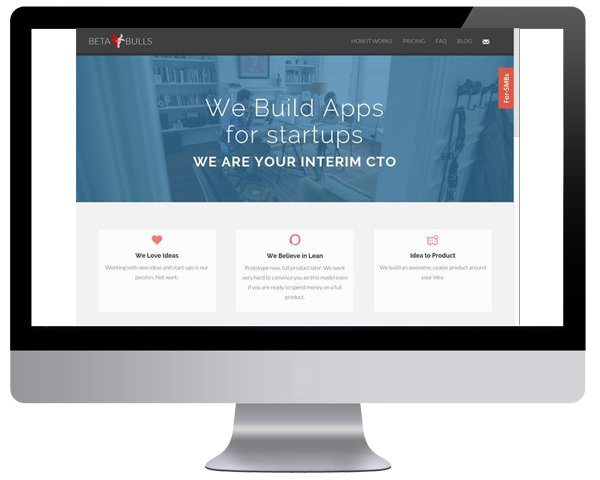 BETA BULLS
HOW IT WORKS PRICING FAQ BLOG
For-SMBs
We Build Apps
for startups
WE ARE YOUR INTERIM CTO
We Love Ideas
Working with new ideas and start-ups is our
passion. Not work.
We Believe in Lean
Prototype now, full product later. We work
very hard to convince you on this model even
if you are ready to spend money on a full
product.
Idea to Product
We build an awesome, usable product around
your idea.